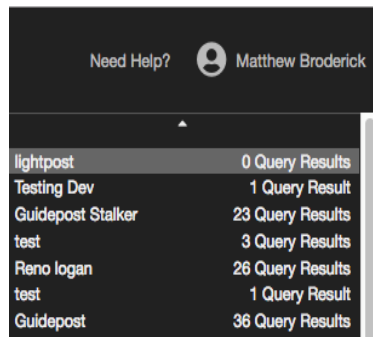 Need Help? Matthew Broderick
lightpost 0 Query Results
Testing Dev 1 Query Result
Guidepost Stalker 23 Query Results
test 3 Query Results
Reno logan 26 Query Results
test 1 Query Result
Guidepost 36 Query Results